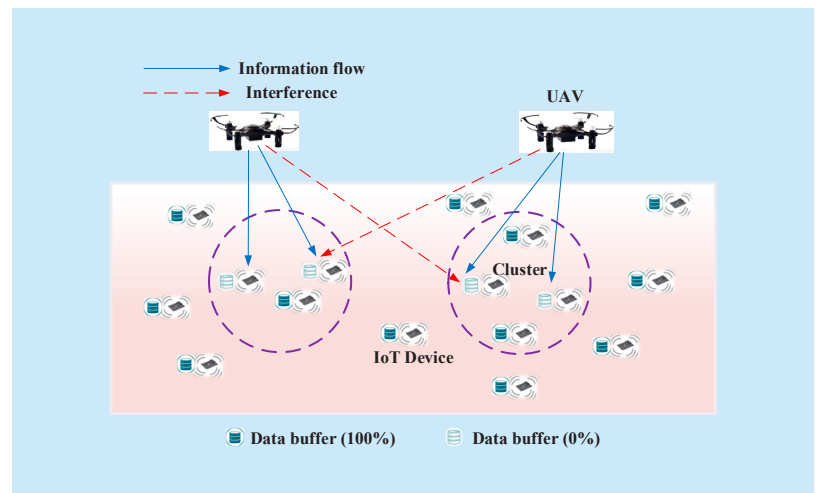 Information flow
Interference
UAV
Cluster
IoT Device
Data buffer (100%)
Data buffer (0%)